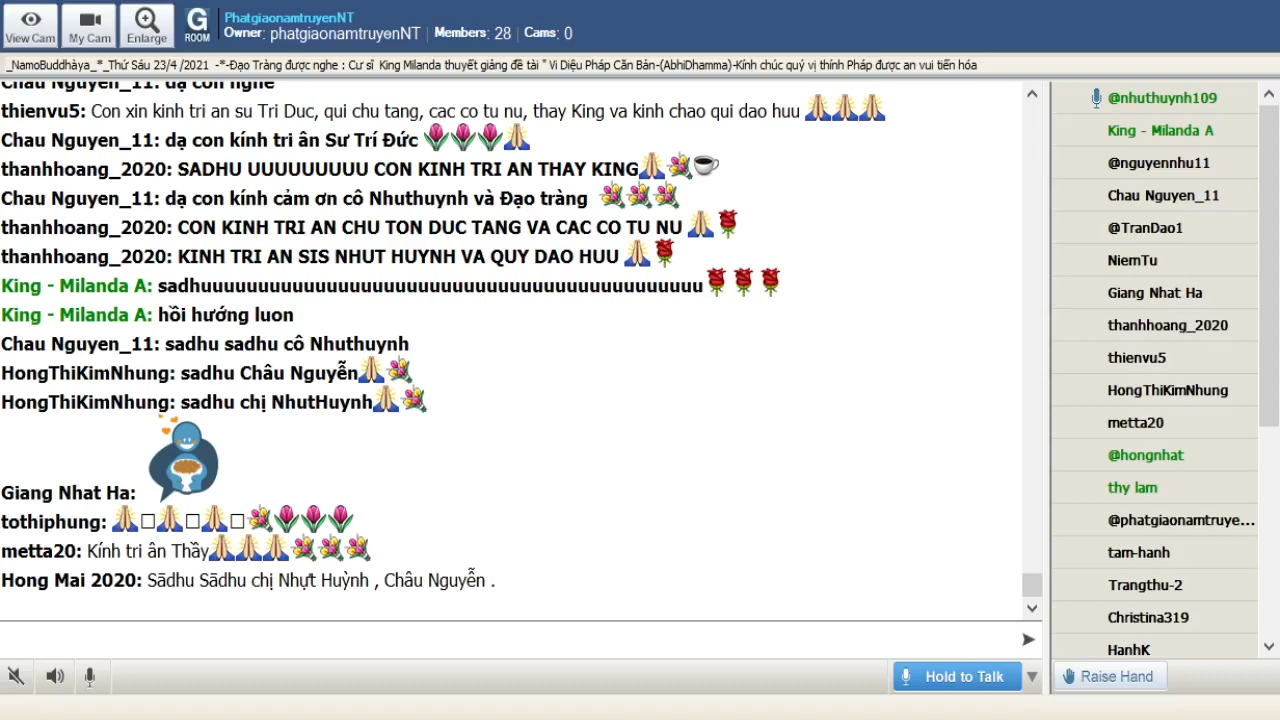 View Cam
My Cam
Enlarge
G
ROOM
PhatgiaonamtruyenNT
Owner: phatgiaonamtruyenNT | Members: 28 | Cams: 0
_NamoBuddhàya_*_Thứ Sáu 23/4 /2021 -*-Đạo Tràng được nghe : Cư sĩ King Milanda thuyết giảng đề tài " Vi Diệu Pháp Căn Bản-(AbhiDhamma)-Kính chúc quý vị thính Pháp được an vui tiến hóa
Chau Nguyen_11: dạ con nghe
thienvu5: Con xin kinh tri an su Tri Duc, qui chu tang, cac co tu nu, thay King va kinh chao qui dao huu
Chau Nguyen_11: dạ con kính tri ân Sư Trí Đức
thanhhoang_2020: SADHU UUUUUUUUU CON KINH TRI AN THAY KING
Chau Nguyen_11: dạ con kính cảm ơn cô Nhuthuynh và Đạo tràng
thanhhoang_2020: CON KINH TRI AN CHU TON DUC TANG VA CAC CO TU NU
thanhhoang_2020: KINH TRI AN SIS NHUT HUYNH VA QUY DAO HUU
King - Milanda A: sadhuuuuuuuuuuuuuuuuuuuuuuuuuuuuuuuuuuuuuuuuuuuuu
King - Milanda A: hồi hướng luon
Chau Nguyen_11: sadhu sadhu cô Nhuthuynh
HongThiKimNhung: sadhu Châu Nguyễn
HongThiKimNhung: sadhu chị NhutHuynh
Giang Nhat Ha:
tothiphung:
metta20: Kính tri ân Thầy
Hong Mai 2020: Sādhu Sādhu chị Nhựt Huỳnh , Châu Nguyễn .
Hold to Talk
@nhuthuynh109
King - Milanda A
@nguyennhu11
Chau Nguyen_11
@TranDao1
NiemTu
Giang Nhat Ha
thanhhoang_2020
thienvu5
HongThiKimNhung
metta20
@hongnhat
thy lam
@phatgiaonamtruye...
tam-hanh
Trangthu-2
Christina319
HanhK
Raise Hand